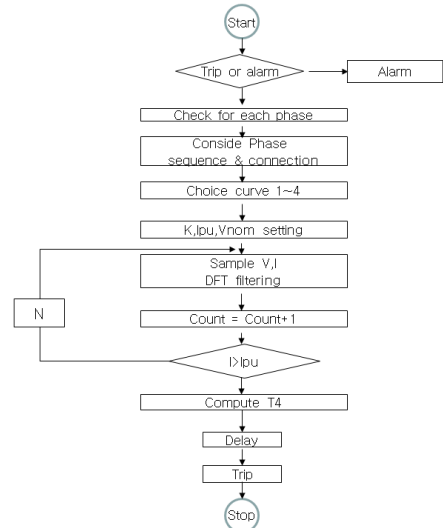 Start
Trip or alarm
Alarm
Check for each phase
Conside Phase
sequence & connection
Choice curve 1~4
K,Ipu,Vnom setting
Sample V,I
DFT filtering
N
Count = Count+1
I>Ipu
Compute T4
Delay
Trip
Stop